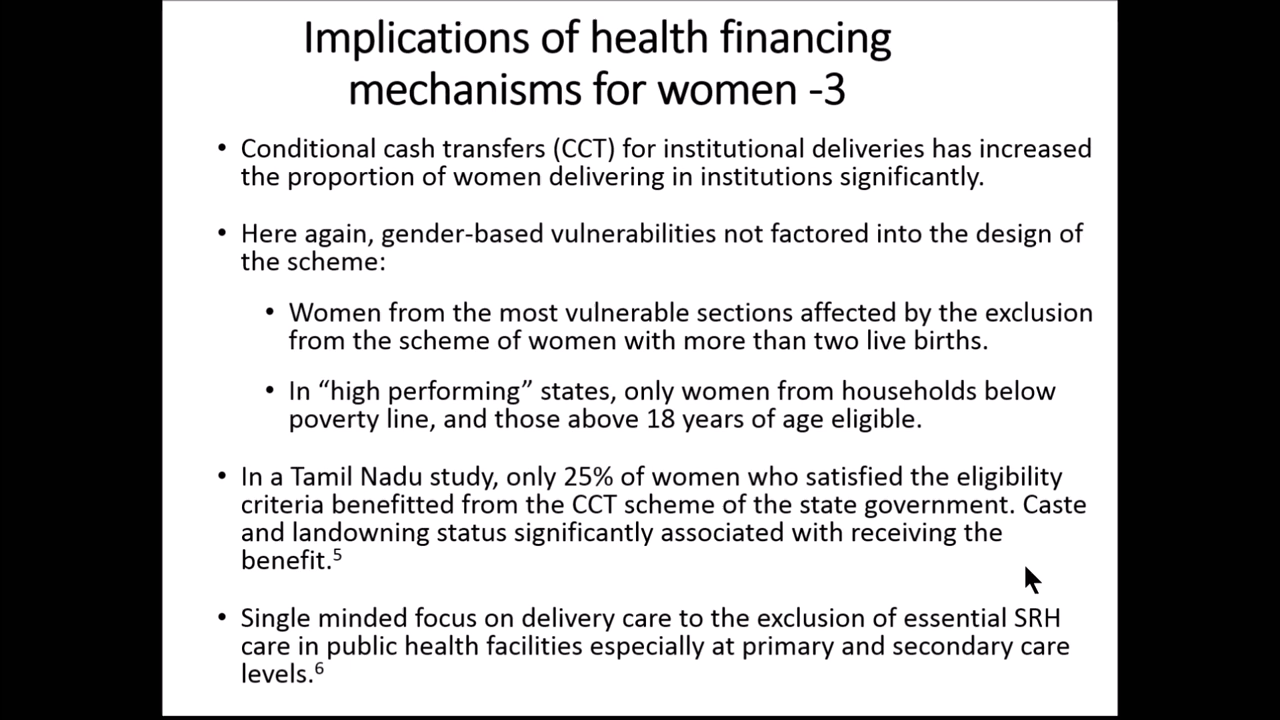 Implications of health financing
mechanisms for women -3
• Conditional cash transfers (CCT) for institutional deliveries has increased
the proportion of women delivering in institutions significantly.
• Here again, gender-based vulnerabilities not factored into the design of
the scheme:
• Women from the most vulnerable sections affected by the exclusion
from the scheme of women with more than two live births.
• In “high performing” states, only women from households below
poverty line, and those above 18 years of age eligible.
• In a Tamil Nadu study, only 25% of women who satisfied the eligibility
criteria benefitted from the CCT scheme of the state government. Caste
and landowning status significantly associated with receiving the
benefit.⁵
• Single minded focus on delivery care to the exclusion of essential SRH
care in public health facilities especially at primary and secondary care
levels.⁶